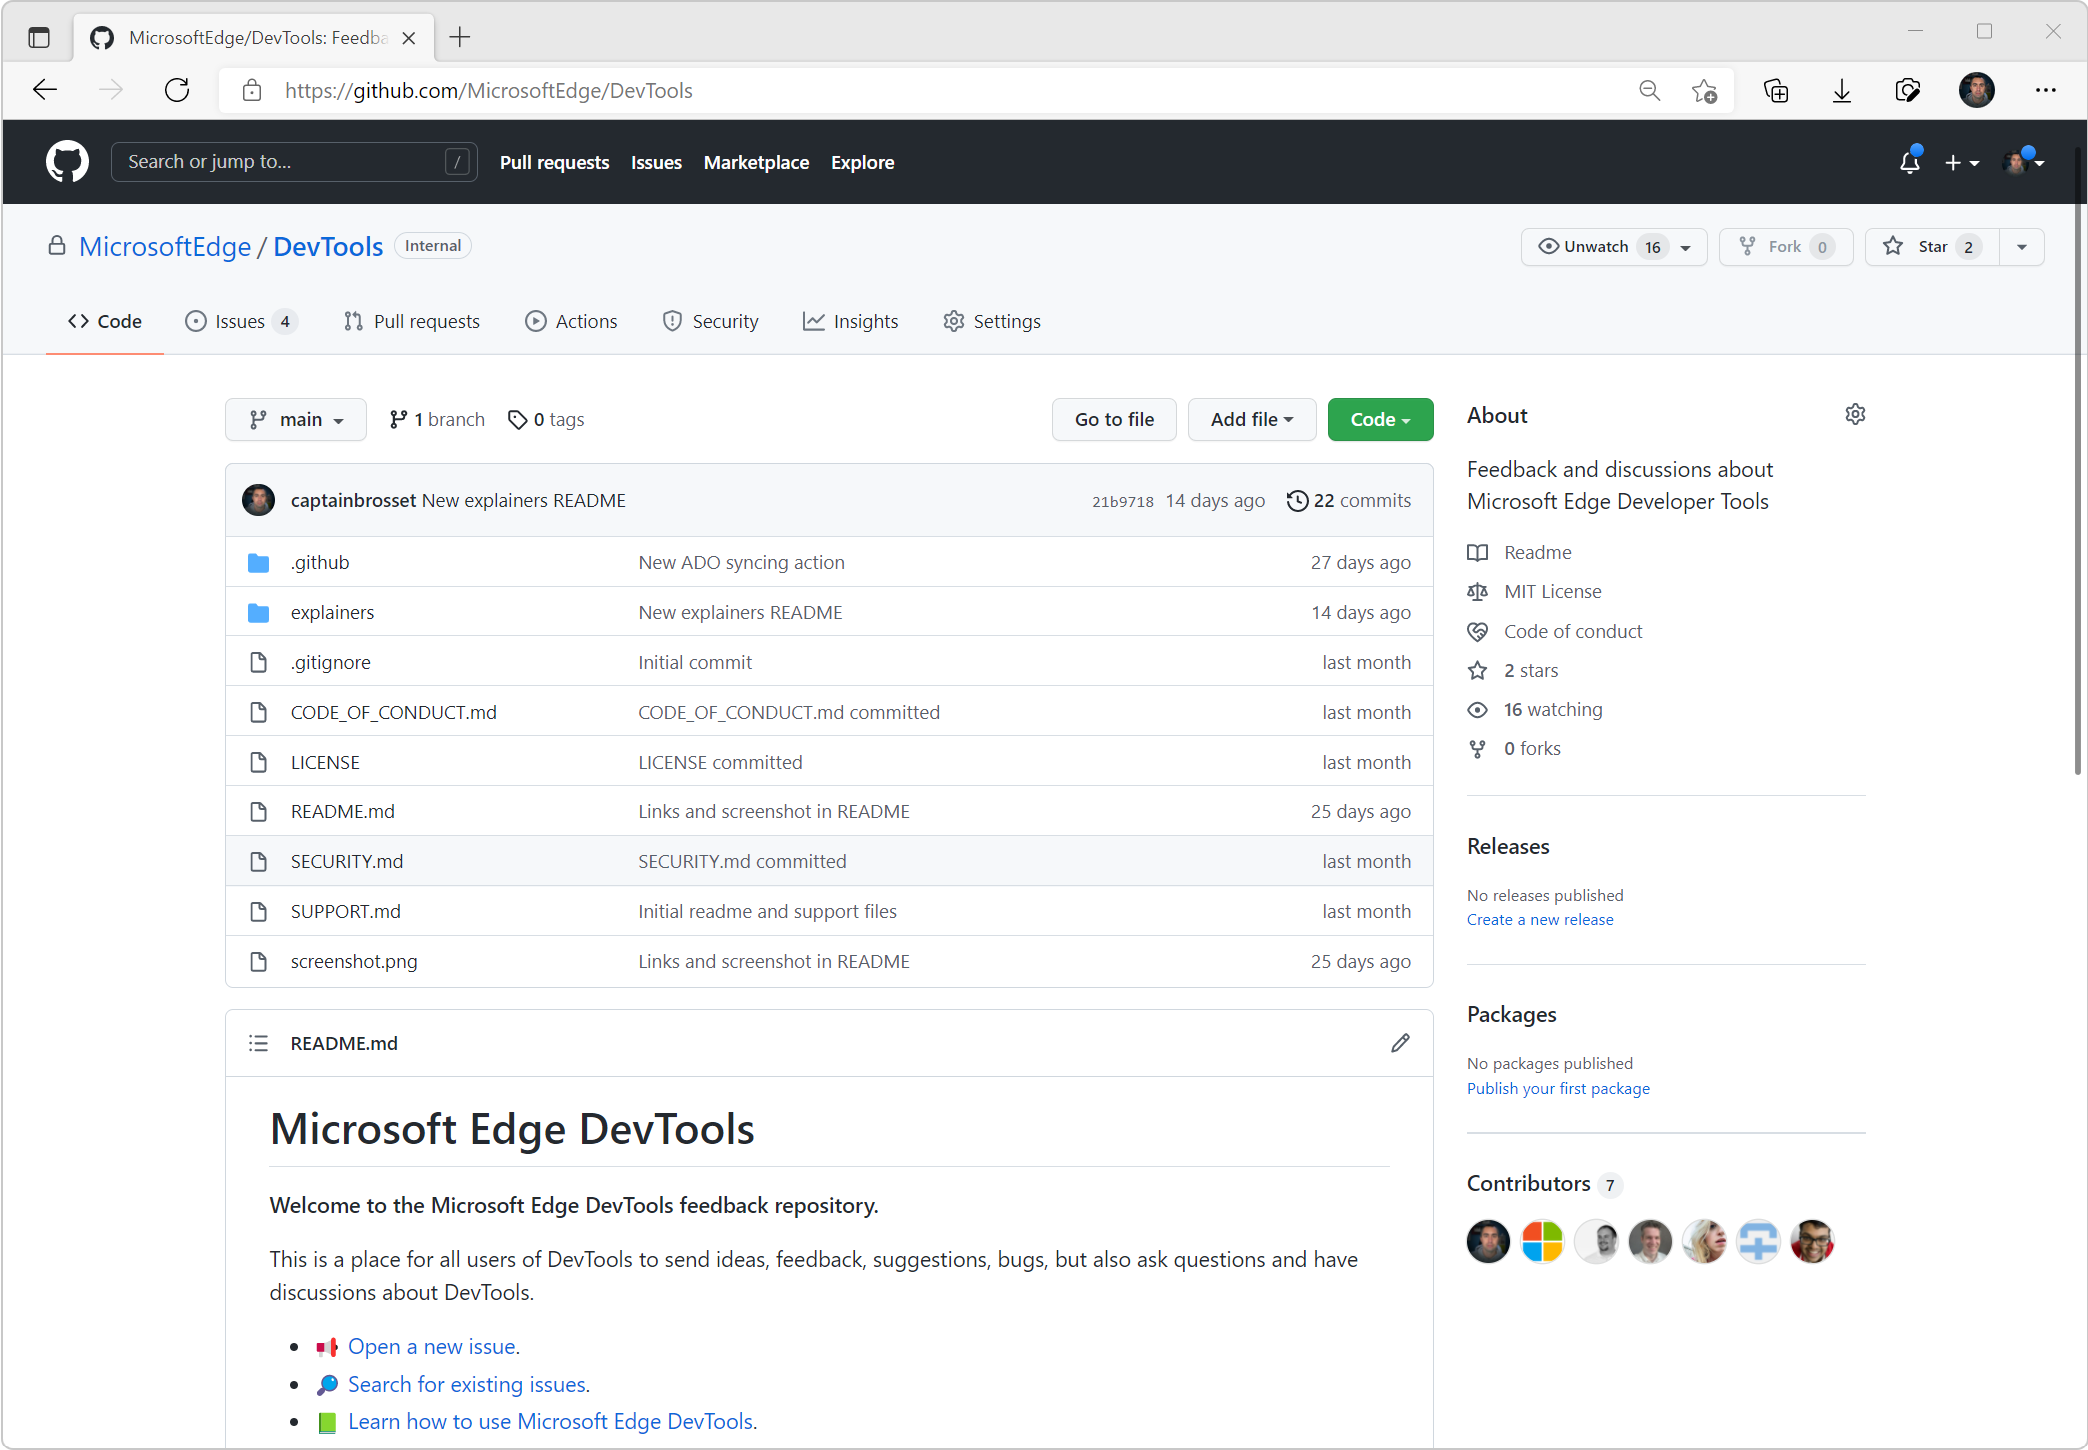 MicrosoftEdge/DevTools: Feedba
https://github.com/MicrosoftEdge/DevTools
Search or jump to...
/
Pull requests
Issues
Marketplace
Explore
MicrosoftEdge / DevTools
Internal
Unwatch 16
Fork 0
Star 2
Code
Issues 4
Pull requests
Actions
Security
Insights
Settings
main
1 branch
0 tags
Go to file
Add file
Code
captainbrosset New explainers README
21b9718 14 days ago
22 commits
.github New ADO syncing action 27 days ago
explainers New explainers README 14 days ago
.gitignore Initial commit last month
CODE_OF_CONDUCT.md CODE_OF_CONDUCT.md committed last month
LICENSE LICENSE committed last month
README.md Links and screenshot in README 25 days ago
SECURITY.md SECURITY.md committed last month
SUPPORT.md Initial readme and support files last month
screenshot.png Links and screenshot in README 25 days ago
README.md
Microsoft Edge DevTools
Welcome to the Microsoft Edge DevTools feedback repository.
This is a place for all users of DevTools to send ideas, feedback, suggestions, bugs, but also ask questions and have
discussions about DevTools.
Open a new issue.
Search for existing issues.
Learn how to use Microsoft Edge DevTools.
About
Feedback and discussions about
Microsoft Edge Developer Tools
Readme
MIT License
Code of conduct
2 stars
16 watching
0 forks
Releases
No releases published
Create a new release
Packages
No packages published
Publish your first package
Contributors 7